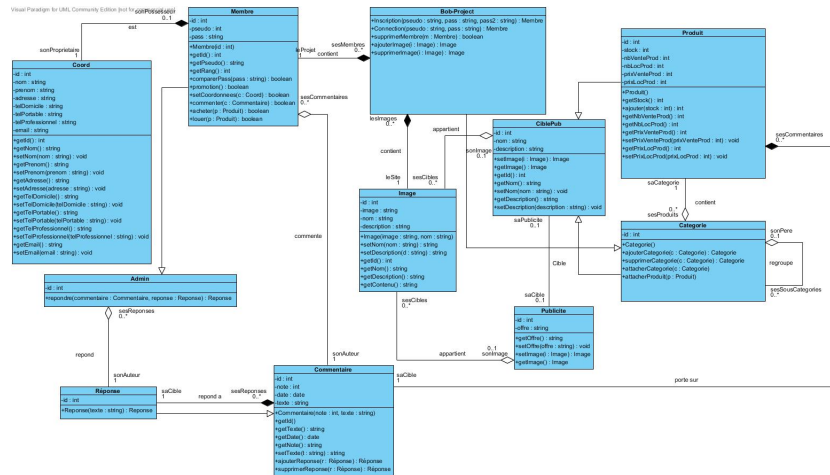 Visual Paradigm for UML Community Edition [not for
sonPossesseur
0..1
est
sonProprietaire
1
Membre
-id : int
-pseudo : int
-pass : string
+Membre(id : int)
+getId() : int
+getPseudo() : string
+getRang() : int
+comparerPass(pass : string) : boolean
+promotion() : boolean
+setCoordonnees(c : Coord) : boolean
+commenter(c : Commentaire) : boolean
+acheter(p : Produit) : boolean
+louer(p : Produit) : boolean
leProjet
1
contient
sesMembres
0..*
Bob-Project
+Inscription(pseudo : string, pass : string, pass2 : string) : Membre
+Connection(pseudo : string, pass : string) : Membre
+supprimerMembre(m : Membre) : boolean
+ajouterImage(i : Image) : Image
+supprimerImage(i : Image) : Image
Produit
-id : int
-stock : int
-nbVenteProd : int
-nbLocProd : int
-prixVenteProd : int
-prixLocProd : int
+Produit()
+getStock() : int
+ajouter(stock : int) : int
+getNbVenteProd() : int
+getNbLocProd() : int
+getPrixVenteProd() : int
+setPrixVenteProd(prixVenteProd : int) : void
+getPrixLocProd() : int
+setPrixLocProd(prixLocProd : int) : void
sesCommentaires
0..*
Coord
-id : int
-nom : string
-prenom : string
-adresse : string
-telDomicile : string
-telPortable : string
-telProfessionnel : string
-email : string
+getId() : int
+getNom() : string
+setNom(nom : string) : void
+getPrenom() : string
+setPrenom(prenom : string) : void
+getAdresse() : string
+setAdresse(adresse : string) : void
+getTelDomicile() : string
+setTelDomicile(telDomicile : string) : void
+getTelPortable() : string
+setTelPortable(telPortable : string) : void
+getTelProfessionnel() : string
+setTelProfessionnel(telProfessionnel : string) : void
+getEmail() : string
+setEmail(email : string) : void
sesCommentaires
0..*
commente
lesImages
0..*
contient
leSite
1
appartient
sesCibles
0..*
sonImage
0..1
CiblePub
-id : int
-nom : string
-description : string
+setImage(i : Image) : Image
+getImage() : Image
+getId() : int
+getNom() : string
+setNom(nom : string) : void
+getDescription() : string
+setDescription(description : string) : void
saPublicite
0..1
Cible
saCible
0..1
saCategorie
1
contient
0..*
sesProduits
Image
-id : int
-image : string
-nom : string
-description : string
+Image(image : string, nom : string)
+setNom(nom : string) : string
+setDescription(d : string) : string
+getId() : int
+getNom() : string
+getDescription() : string
+getContenu() : string
Categorie
-id : int
+Categorie()
+ajouterCategorie(c : Categorie) : Categorie
+supprimerCategorie(c : Categorie) : Categorie
+attacherCategorie(c : Categorie)
+attacherProduit(p : Produit)
sonPere
0..1
regroupe
sesSousCategories
0..*
Admin
-id : int
+repondre(commentaire : Commentaire, reponse : Reponse) : Reponse
sesReponses
0..*
repond
sonAuteur
1
sesCibles
0..*
appartient
0..1
sonImage
Publicite
-id : int
-offre : string
+getOffre() : string
+setOffre(offre : string) : void
+setImage(i : Image) : Image
+getImage() : Image
sonAuteur
1
Réponse
-id : int
+Reponse(texte : string) : Reponse
saCible
1
repond a
sesReponses
0..*
Commentaire
-id : int
-note : int
-date : date
-texte : string
+Commentaire(note : int, texte : string)
+getId()
+getTexte() : string
+getDate() : date
+getNote() : string
+setTexte(t : string) : string
+ajouterReponse(r : Réponse) : Réponse
+supprimerReponse(r : Réponse) : Réponse
saCible
1
porte sur